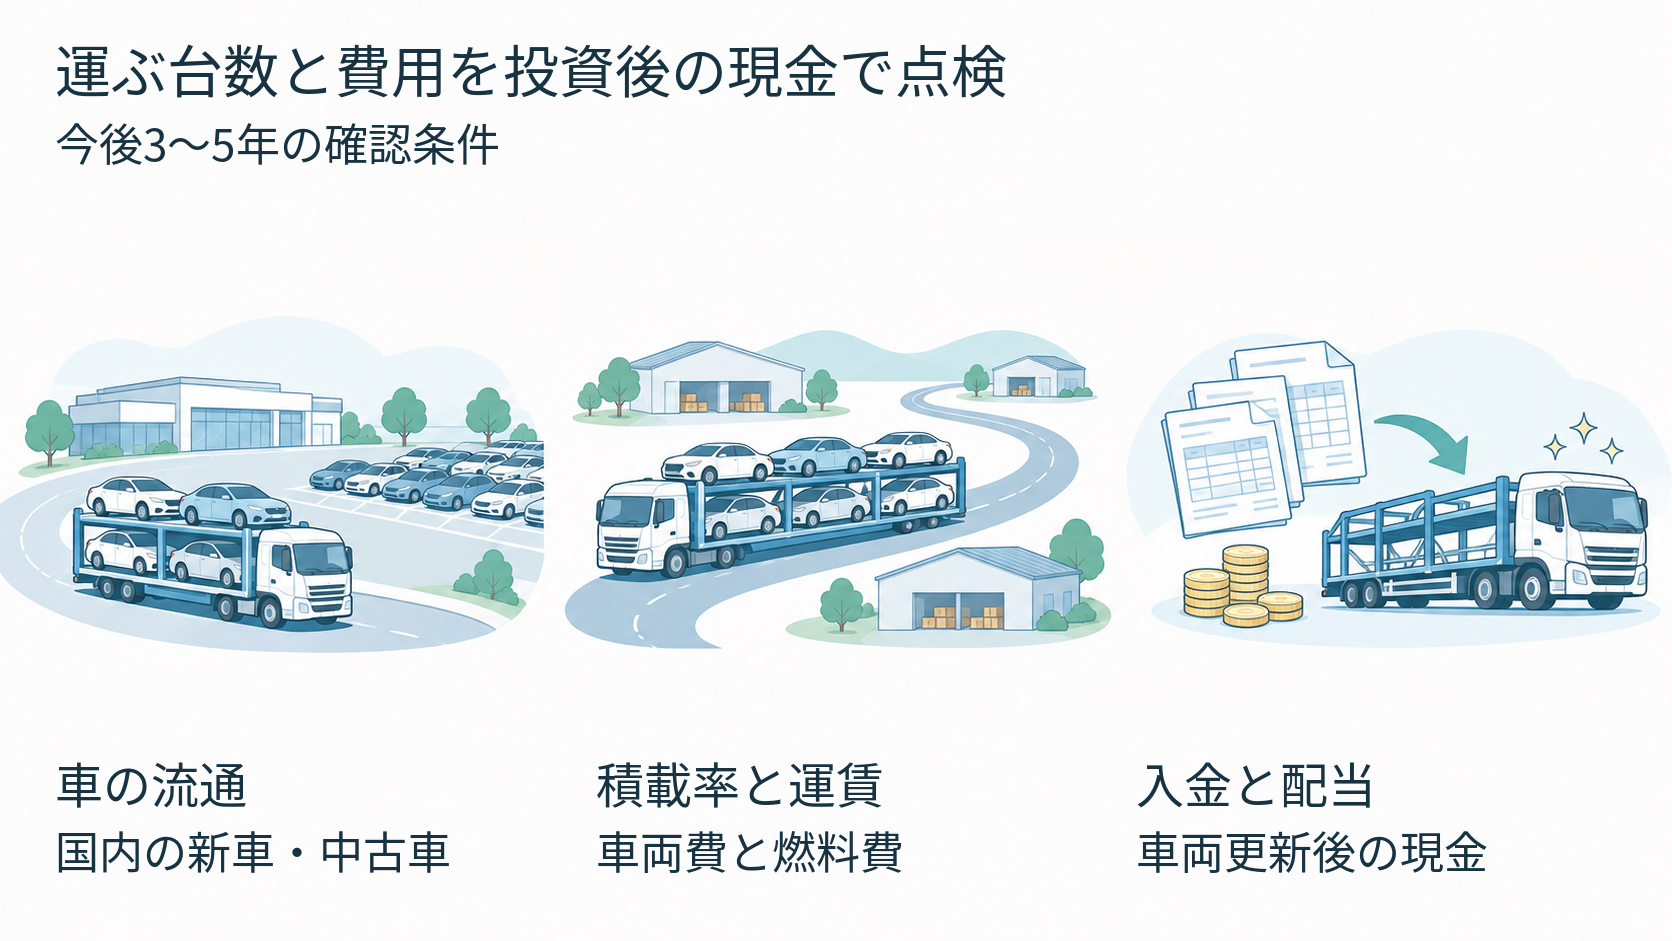 運ぶ台数と費用を投資後の現金で点検
今後3〜5年の確認条件
車の流通
国内の新車・中古車
積載率と運賃
車両費と燃料費
入金と配当
車両更新後の現金